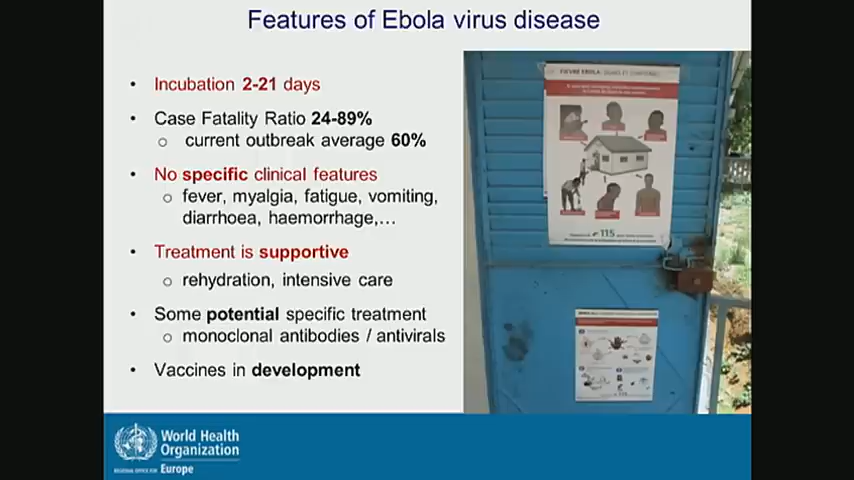 Features of Ebola virus disease
• Incubation 2-21 days
• Case Fatality Ratio 24-89%
o current outbreak average 60%
• No specific clinical features
o fever, myalgia, fatigue, vomiting,
diarrhoea, haemorrhage,…
• Treatment is supportive
o rehydration, intensive care
• Some potential specific treatment
o monoclonal antibodies / antivirals
• Vaccines in development
FIEVRE EBOLA:
115
World Health
Organization
REGIONAL OFFICE FOR Europe